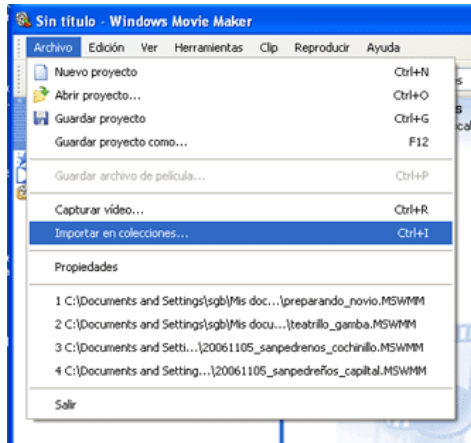 Sin título - Windows Movie Maker
Archivo Edición Ver Herramientas Clip Reproducir Ayuda
Nuevo proyecto Ctrl+N
Abrir proyecto... Ctrl+O
Guardar proyecto Ctrl+G
Guardar proyecto como... F12
Guardar archivo de película... Ctrl+P
Capturar vídeo... Ctrl+R
Importar en colecciones... Ctrl+I
Propiedades
1 C:\Documents and Settings\sgb\Mis doc...\preparando_novio.MSWMM
2 C:\Documents and Settings\sgb\Mis docu...\teatrillo_gamba.MSWMM
3 C:\Documents and Setti...\20061105_sanpedrenos_cochinillo.MSWMM
4 C:\Documents and Setting...\20061105_sanpedreños_capiltal.MSWMM
Salir